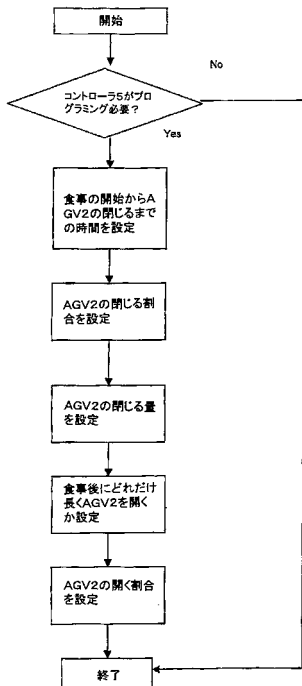 開始
No
コントローラ5がプロ
グラミング必要？
Yes
食事の開始からA
GV2の閉じるまで
の時間を設定
AGV2の閉じる割
合を設定
AGV2の閉じる量
を設定
食事後にどれだけ
長くAGV2を開く
か設定
AGV2の開く割合
を設定
終了